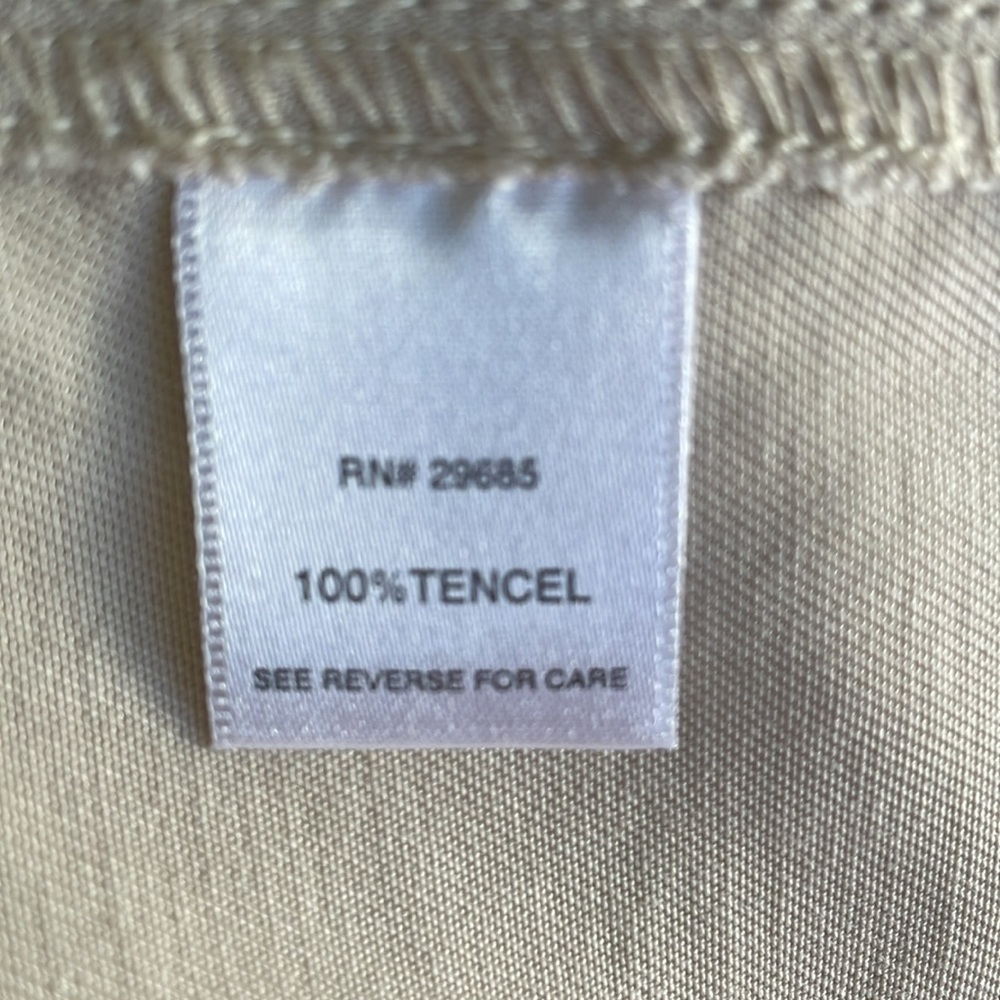 RN# 29685
100%TENCEL
SEE REVERSE FOR CARE